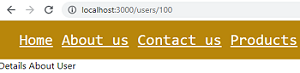 localhost:3000/users/100
Home About us Contact us Products
Details About User